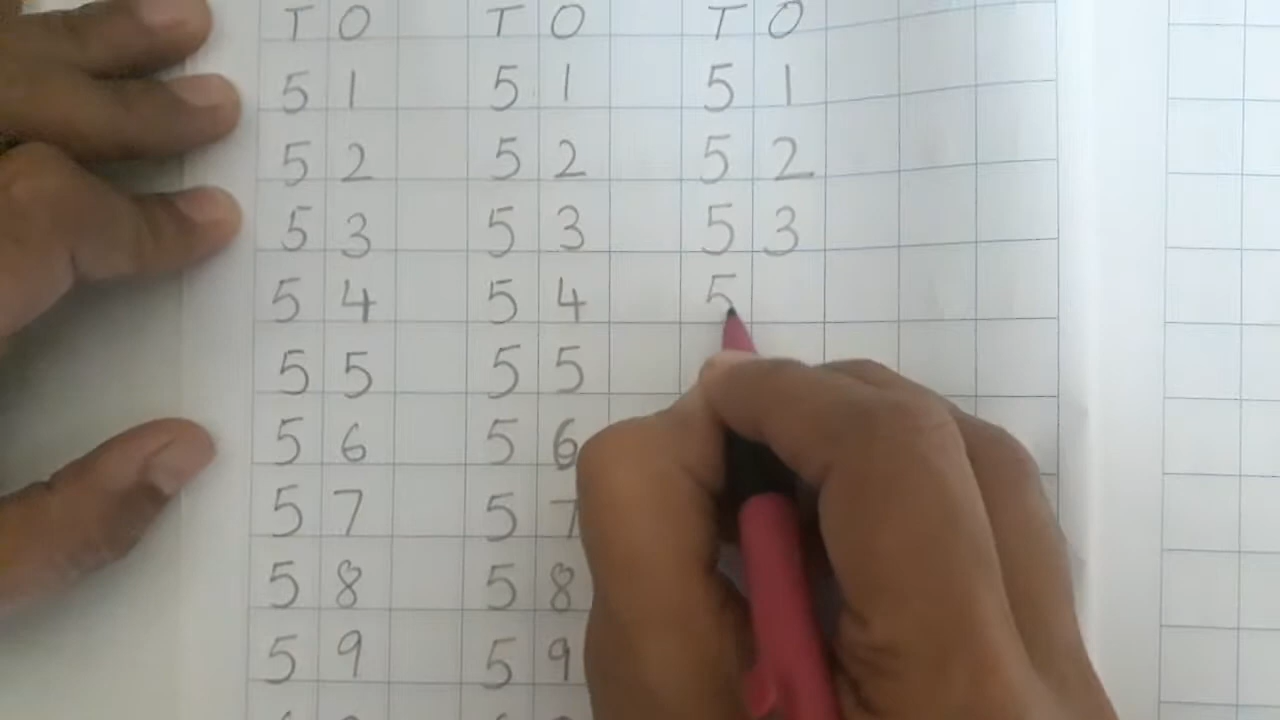 T O T O T O
5 1 5 1 5 1
5 2 5 2 5 2
5 3 5 3 5 3
5 4 5 4 5
5 5 5 5
5 6 5 6
5 7 5 7
5 8 5 8
5 9 5 9